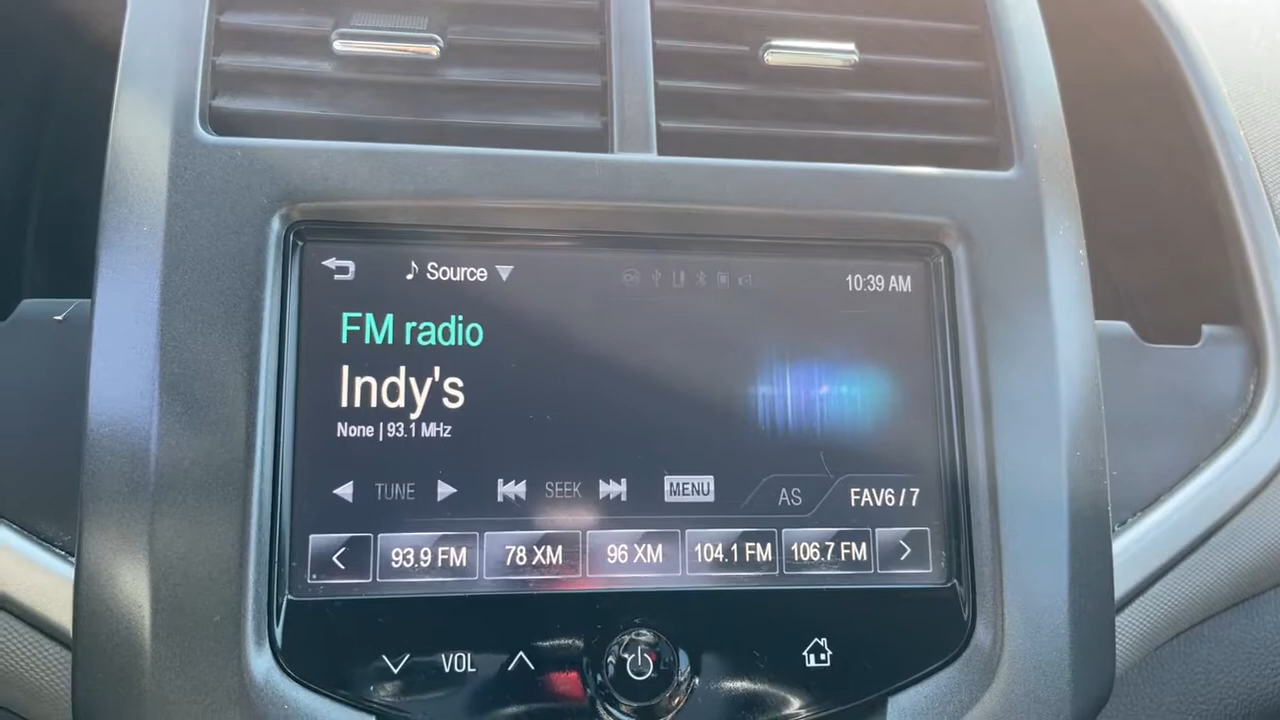 Source
10:39 AM
FM radio
Indy's
None | 93.1 MHz
TUNE SEEK MENU AS FAV6 / 7
93.9 FM 78 XM 96 XM 104.1 FM 106.7 FM
VOL